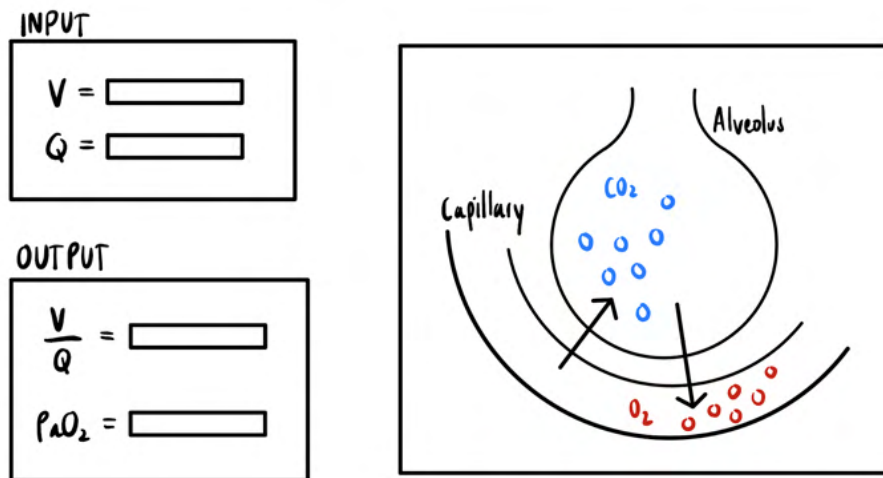 INPUT
V =
Q =
OUTPUT
V
Q
=
PaO₂ =
Alveolus
CO₂
Capillary
O₂